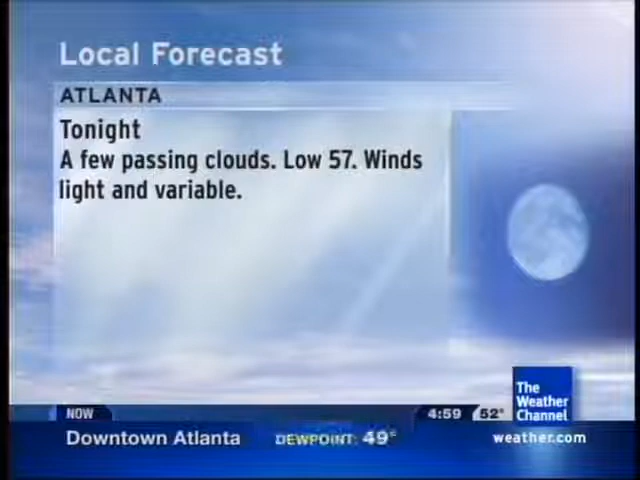 Local Forecast
ATLANTA
Tonight
A few passing clouds. Low 57. Winds
light and variable.
The
Weather
Channel
NOW
4:59 52°
Downtown Atlanta DEWPOINT: 49°
weather.com